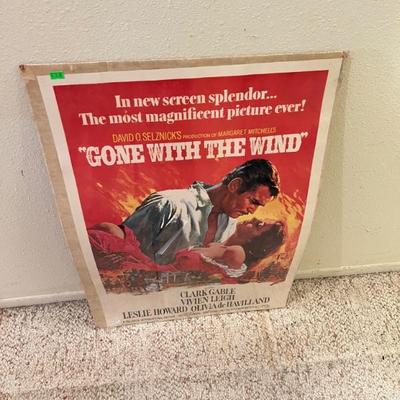 In new screen splendor...
The most magnificent picture ever!
DAVID O. SELZNICK'S PRODUCTION OF MARGARET MITCHELL'S
"GONE WITH THE WIND"
CLARK GABLE
VIVIEN LEIGH
LESLIE HOWARD OLIVIA de HAVILLAND